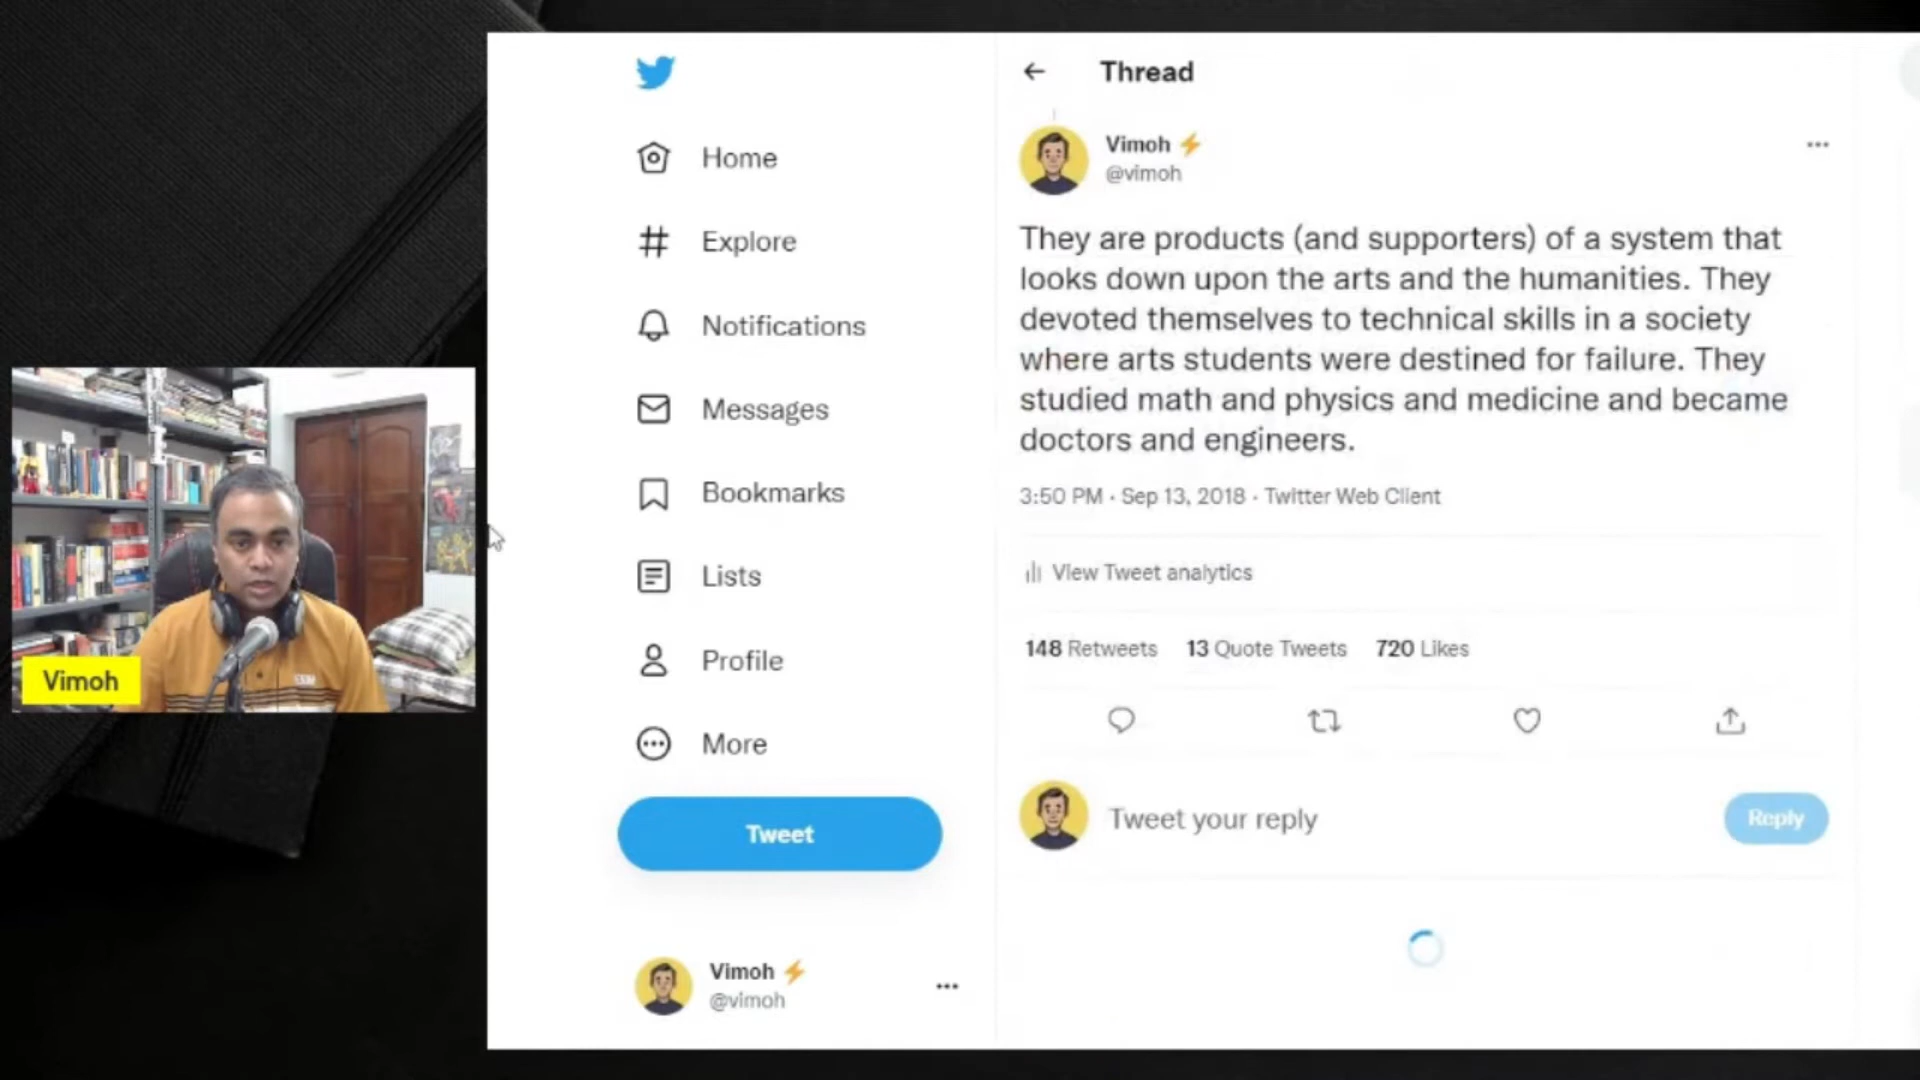 Thread
Vimoh⚡
@vimoh
They are products (and supporters) of a system that
looks down upon the arts and the humanities. They
devoted themselves to technical skills in a society
where arts students were destined for failure. They
studied math and physics and medicine and became
doctors and engineers.
3:50 PM · Sep 13, 2018 · Twitter Web Client
View Tweet analytics
148 Retweets 13 Quote Tweets 720 Likes
Tweet your reply
Reply
Home
Explore
Notifications
Messages
Bookmarks
Lists
Profile
More
Tweet
Vimoh⚡
@vimoh
Vimoh